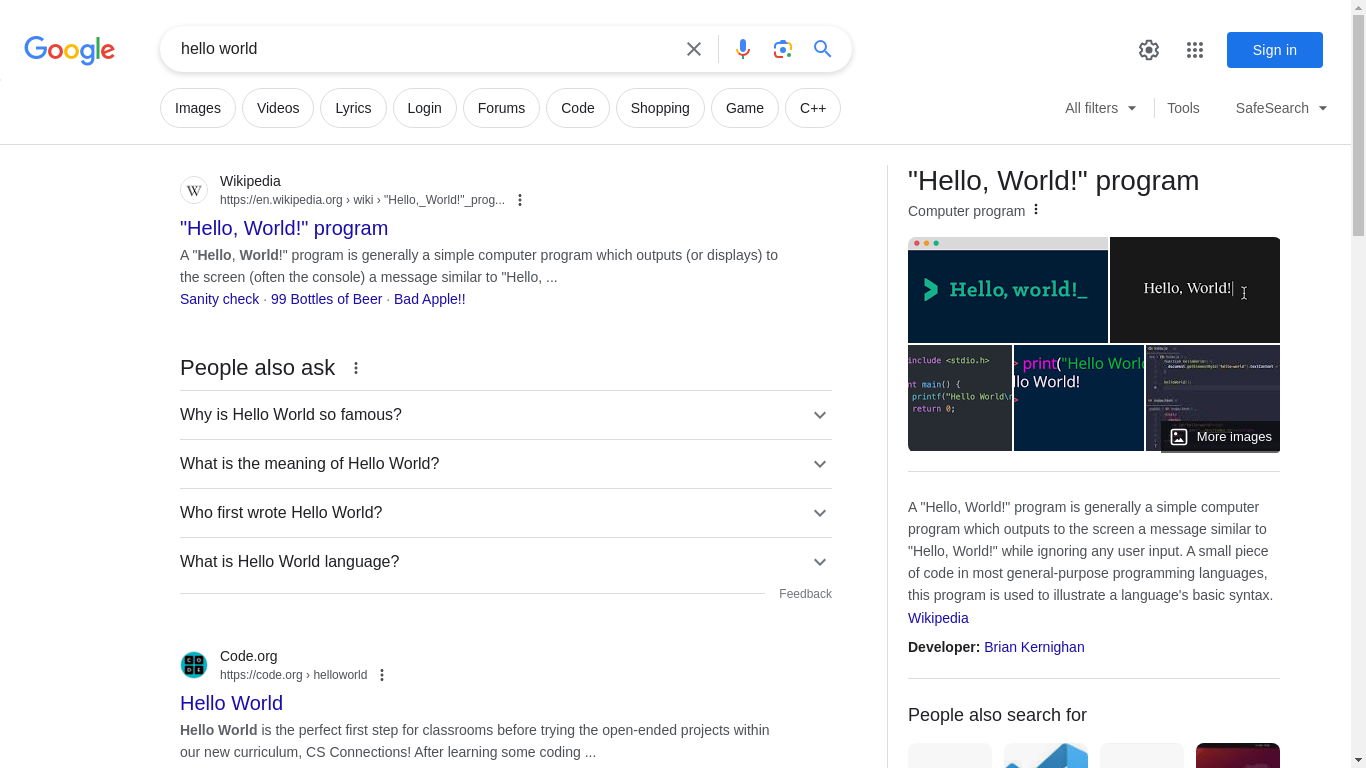 Google
hello world
Sign in
Images
Videos
Lyrics
Login
Forums
Code
Shopping
Game
C++
All filters
Tools
SafeSearch
W
Wikipedia
https://en.wikipedia.org › wiki › "Hello,_World!"_prog...
"Hello, World!" program
A "Hello, World!" program is generally a simple computer program which outputs (or displays) to
the screen (often the console) a message similar to "Hello, ...
Sanity check · 99 Bottles of Beer · Bad Apple!!
People also ask
Why is Hello World so famous?
What is the meaning of Hello World?
Who first wrote Hello World?
What is Hello World language?
Feedback
CODE
Code.org
https://code.org › helloworld
Hello World
Hello World is the perfect first step for classrooms before trying the open-ended projects within
our new curriculum, CS Connections! After learning some coding ...
"Hello, World!" program
Computer program
Hello, world!_
Hello, World!
include <stdio.h>
nt main() {
printf("Hello World\n
return 0;
> print("Hello World
llo World!
>
More images
A "Hello, World!" program is generally a simple computer
program which outputs to the screen a message similar to
"Hello, World!" while ignoring any user input. A small piece
of code in most general-purpose programming languages,
this program is used to illustrate a language's basic syntax.
Wikipedia
Developer: Brian Kernighan
People also search for